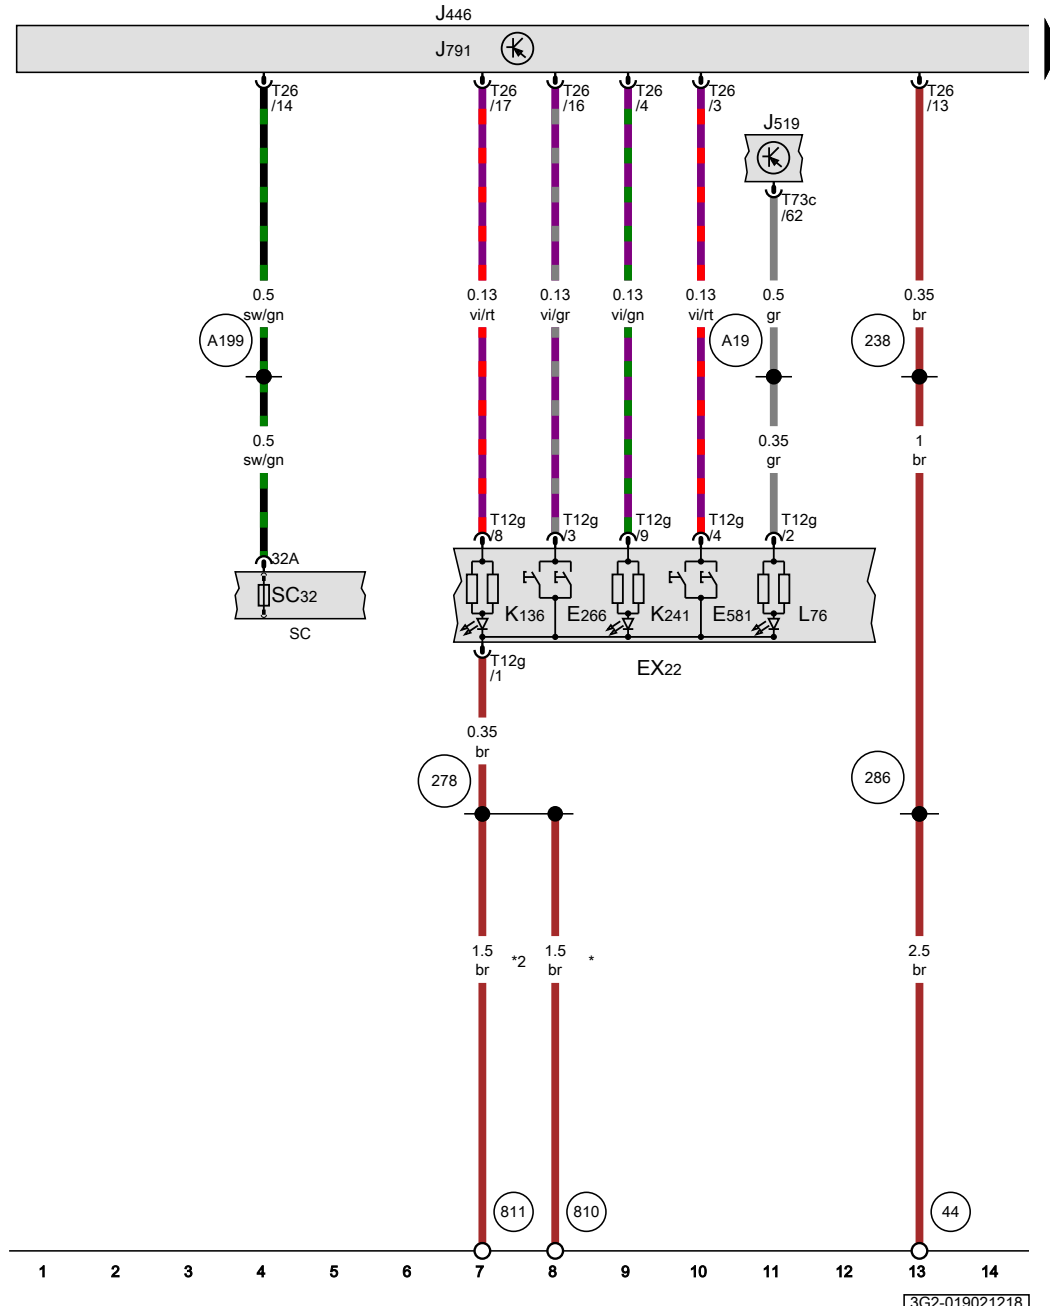 J446
J791
T26 T26 T26 T26 T26 T26
/14 /17 /16 /4 /3 /13
J519
T73c
/62
0.5 0.13 0.13 0.13 0.13 0.5 0.35
sw/gn vi/rt vi/gr vi/gn vi/rt gr br
A199 A19 238
0.5 0.35 1
sw/gn gr br
T12g T12g T12g T12g T12g
/8 /3 /9 /4 /2
32A
SC32
SC
K136 E266 K241 E581 L76
T12g
/1
EX22
0.35
br
278 286
1.5 *2 1.5 * 2.5
br br br
811 810 44
1 2 3 4 5 6 7 8 9 10 11 12 13 14
3G2-019021218